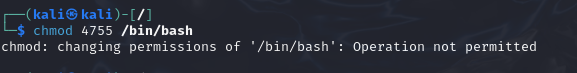 ┌──(kali㉿kali)-[/]
└─$ chmod 4755 /bin/bash
chmod: changing permissions of '/bin/bash': Operation not permitted